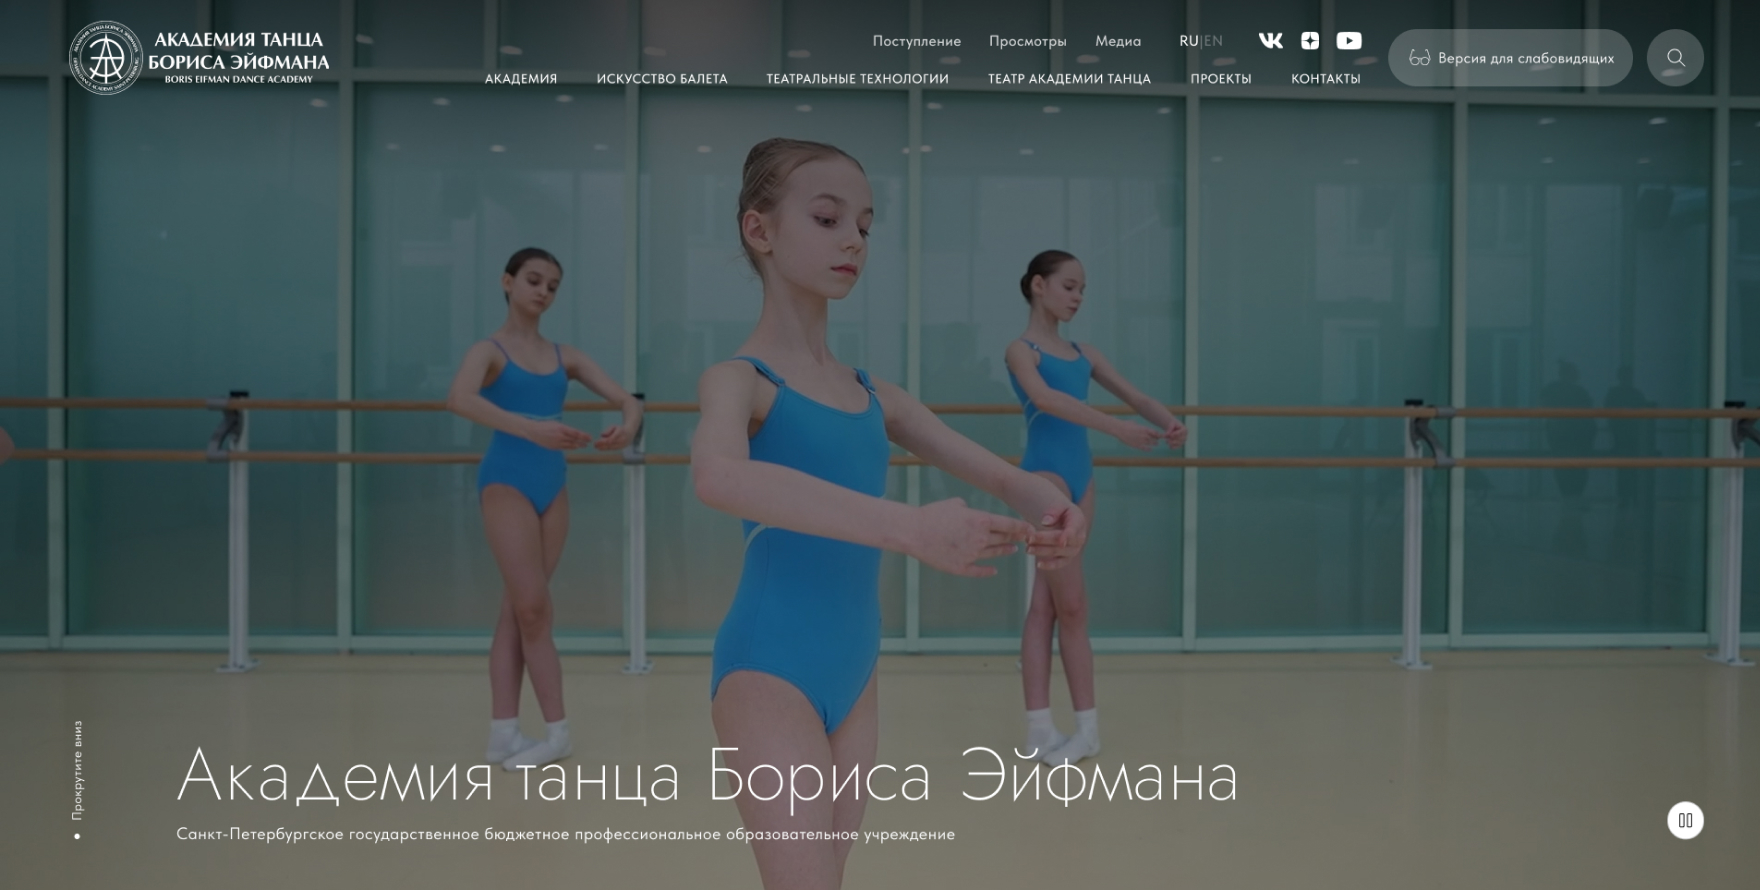 АКАДЕМИЯ ТАНЦА
БОРИСА ЭЙФМАНА
BORIS EIFMAN DANCE ACADEMY
Поступление Просмотры Медиа RU|EN
АКАДЕМИЯ ИСКУССТВО БАЛЕТА ТЕАТРАЛЬНЫЕ ТЕХНОЛОГИИ ТЕАТР АКАДЕМИИ ТАНЦА ПРОЕКТЫ КОНТАКТЫ
Версия для слабовидящих
Прокрутите вниз
Академия танца Бориса Эйфмана
Санкт-Петербургское государственное бюджетное профессиональное образовательное учреждение